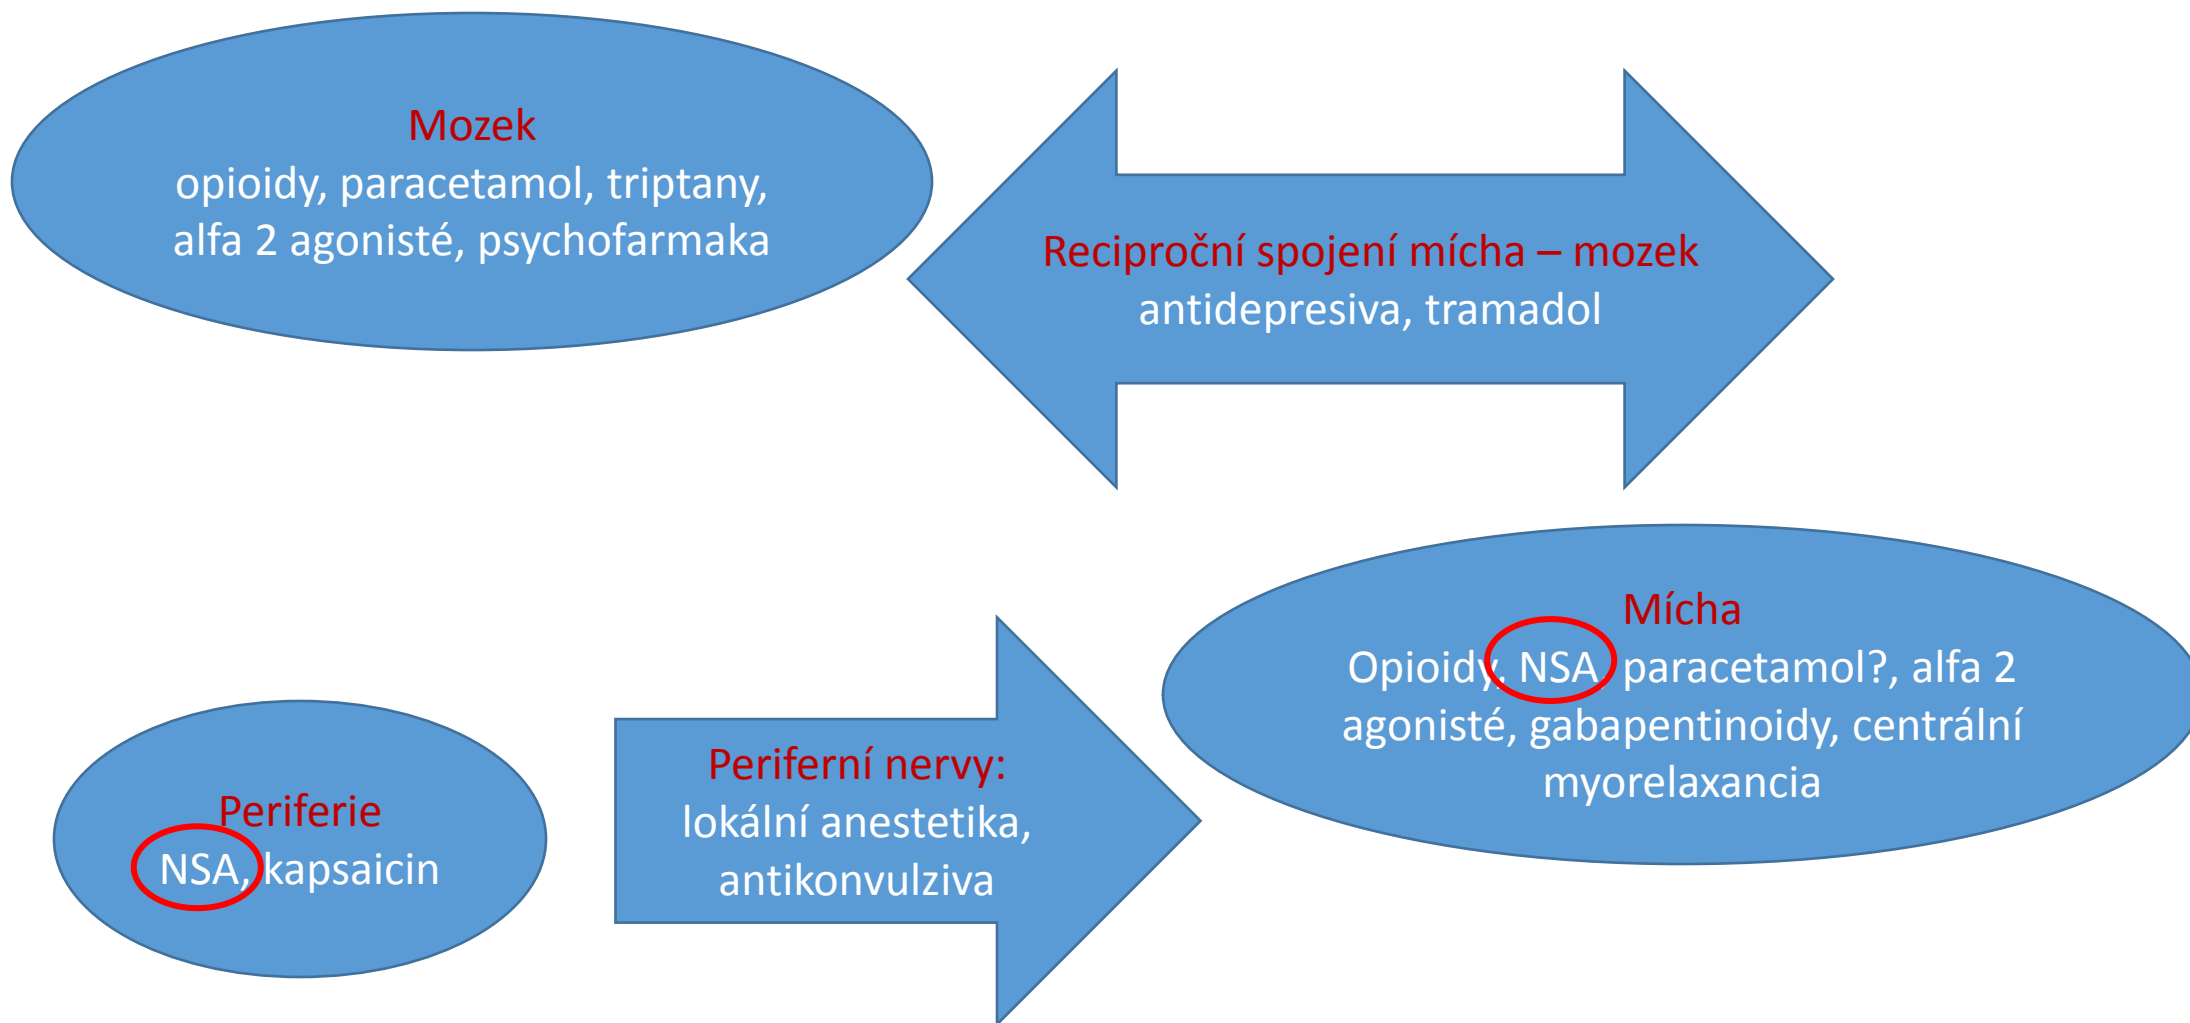 Mozek
opioidy, paracetamol, triptany,
alfa 2 agonisté, psychofarmaka
Reciproční spojení mícha – mozek
antidepresiva, tramadol
Mícha
Opioidy, NSA, paracetamol?, alfa 2
agonisté, gabapentinoidy, centrální
myorelaxancia
Periferní nervy:
lokální anestetika,
antikonvulziva
Periferie
NSA, kapsaicin